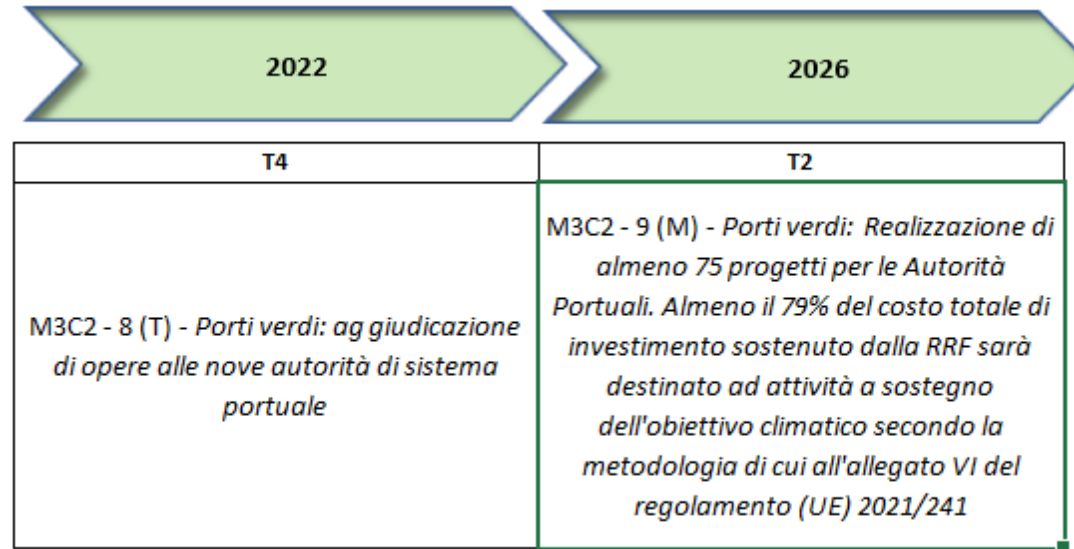 2022
2026
T4
T2
M3C2 - 8 (T) - Porti verdi: ag giudicazione
di opere alle nove autorità di sistema
portuale
M3C2 - 9 (M) - Porti verdi: Realizzazione di
almeno 75 progetti per le Autorità
Portuali. Almeno il 79% del costo totale di
investimento sostenuto dalla RRF sarà
destinato ad attività a sostegno
dell'obiettivo climatico secondo la
metodologia di cui all'allegato VI del
regolamento (UE) 2021/241